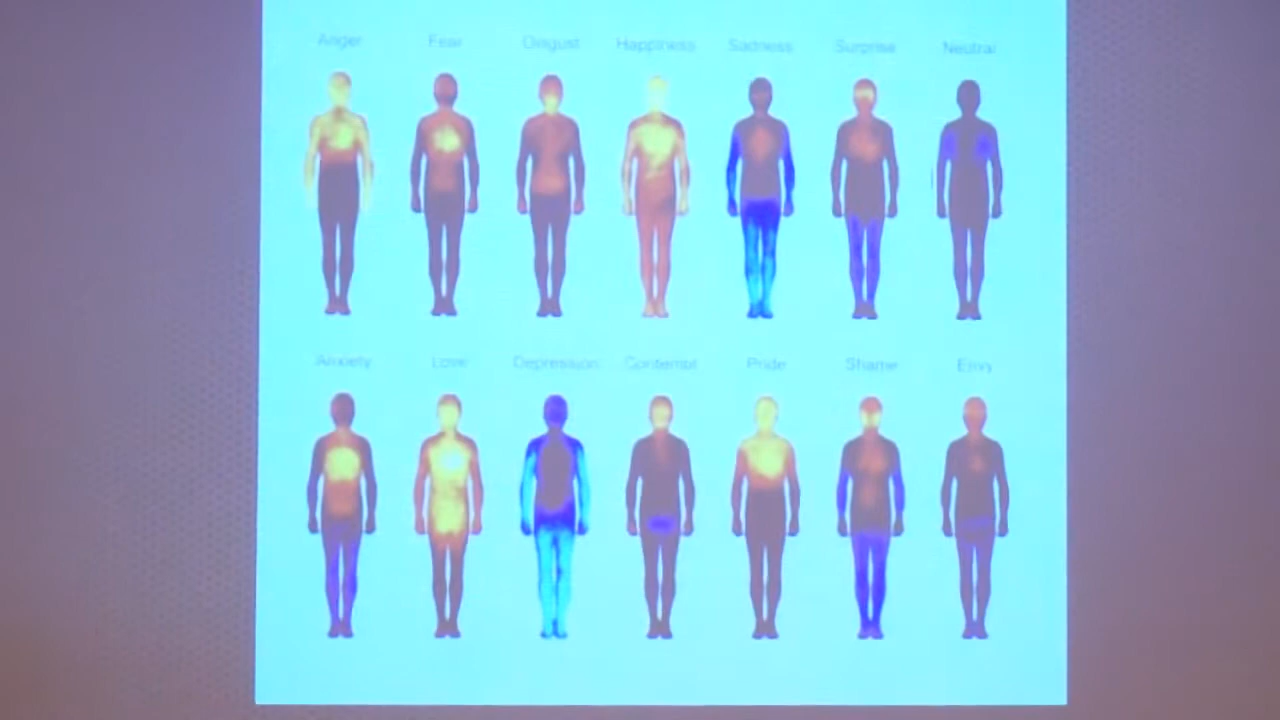 Anger Fear Disgust Happiness Sadness Surprise Neutral
Anxiety Love Depression Contempt Pride Shame Envy